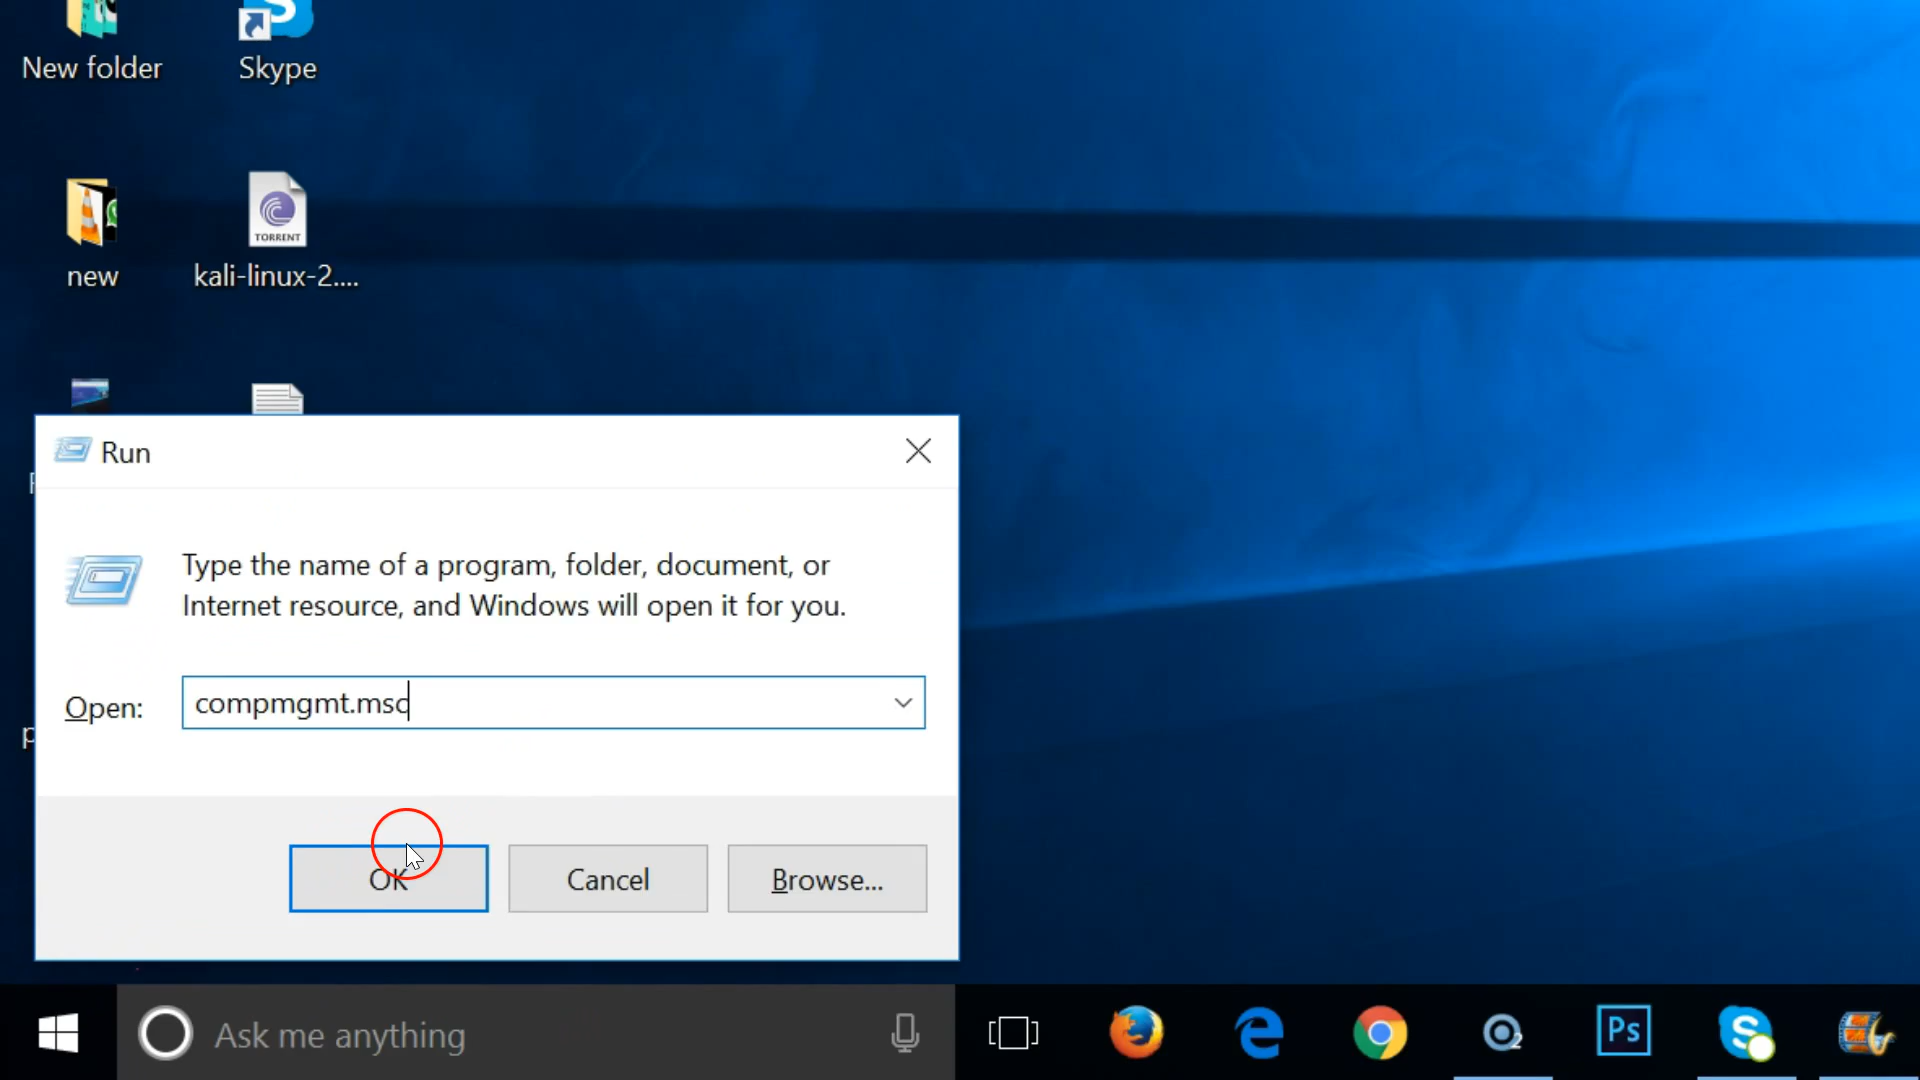 New folder
Skype
TORRENT
new
kali-linux-2....
Run
Type the name of a program, folder, document, or
Internet resource, and Windows will open it for you.
Open:
compmgmt.msc
OK
Cancel
Browse...
Ask me anything
Ps